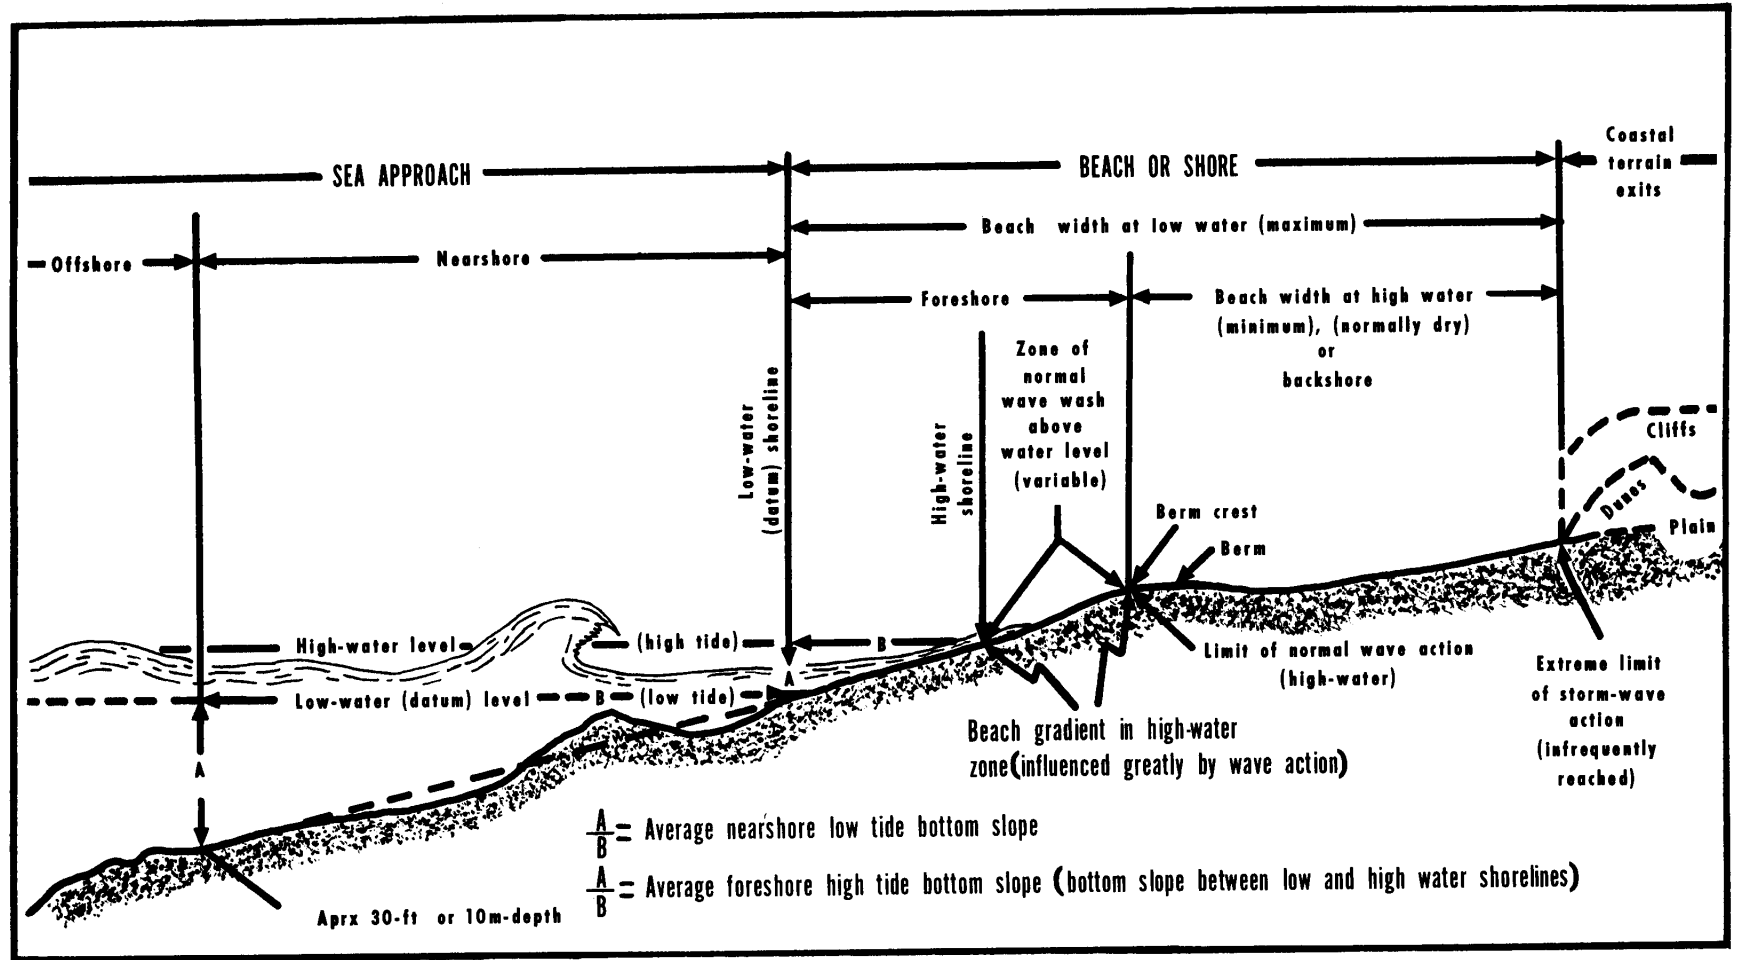 SEA APPROACH
BEACH OR SHORE
Coastal
terrain
exits
Beach width at low water (maximum)
Offshore
Nearshore
Foreshore
Beach width at high water
(minimum), (normally dry)
or
backshore
Zone of
normal
wave wash
above
water level
(variable)
Low-water
(datum) shoreline
High-water
shoreline
Cliffs
Dunes
Plain
Berm crest
Berm
High-water level
(high tide)
B
A
Low-water (datum) level
B
(low tide)
A
Limit of normal wave action
(high-water)
Extreme limit
of storm-wave
action
(infrequently
reached)
Beach gradient in high-water
zone(influenced greatly by wave action)
A
B
= Average nearshore low tide bottom slope
A
B
= Average foreshore high tide bottom slope (bottom slope between low and high water shorelines)
Aprx 30-ft or 10m-depth